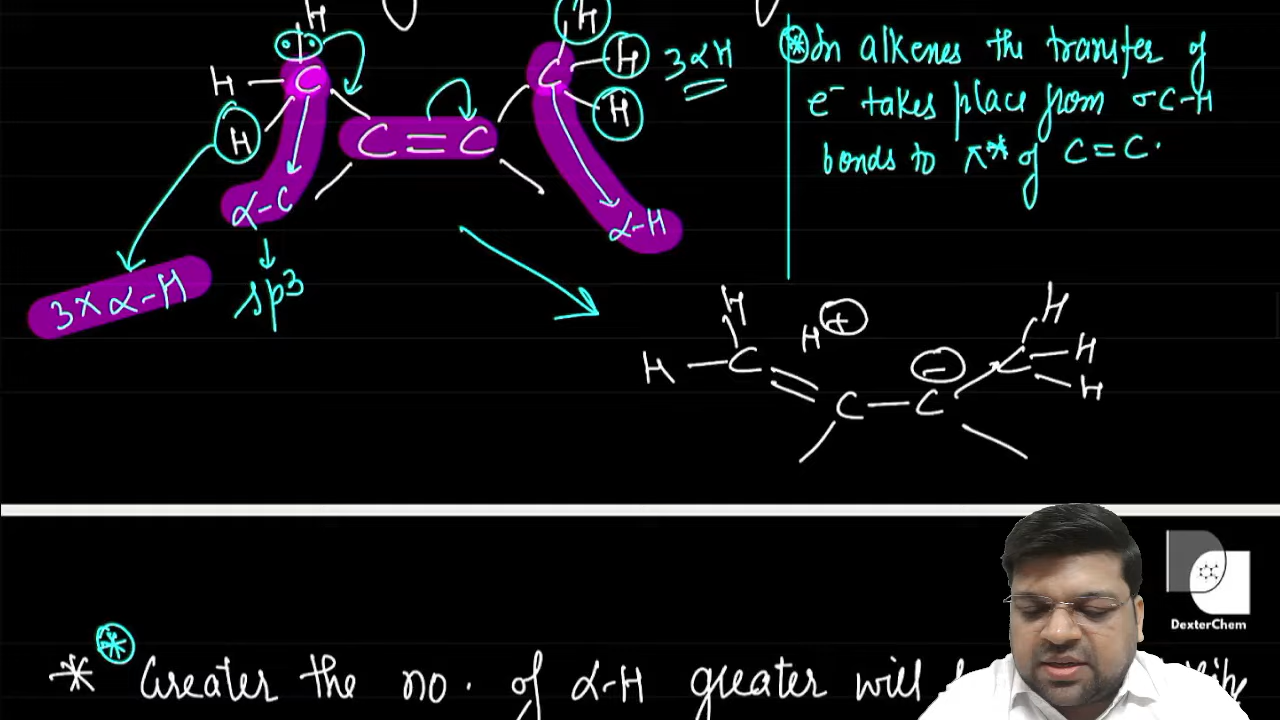 H
H
H
H — C
C
H
H
3αH
C = C
α-C
α-H
3 × α-H
sp3
* In alkenes the transfer of
e- takes place from σC-H
bonds to π* of C=C.
H
H ⊕
H
H — C
⊖
C
H
H
C — C
DexterChem
* * Greater the no. of α-H greater will